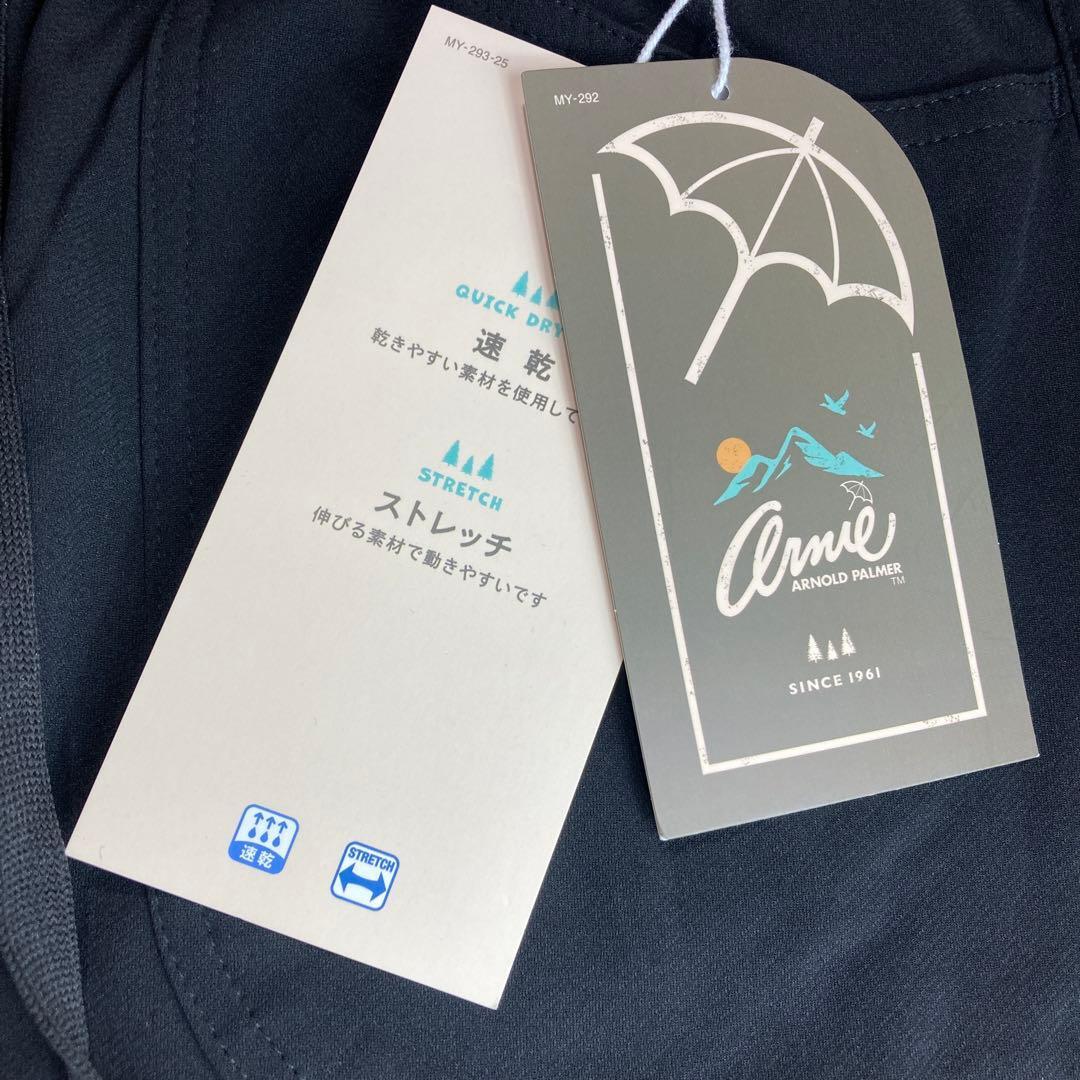 MY-293-25
QUICK DRY
速乾
乾きやすい素材を使用して
STRETCH
ストレッチ
伸びる素材で動きやすいです
速乾
STRETCH
MY-292
Arnie
ARNOLD PALMER
TM
SINCE 1961